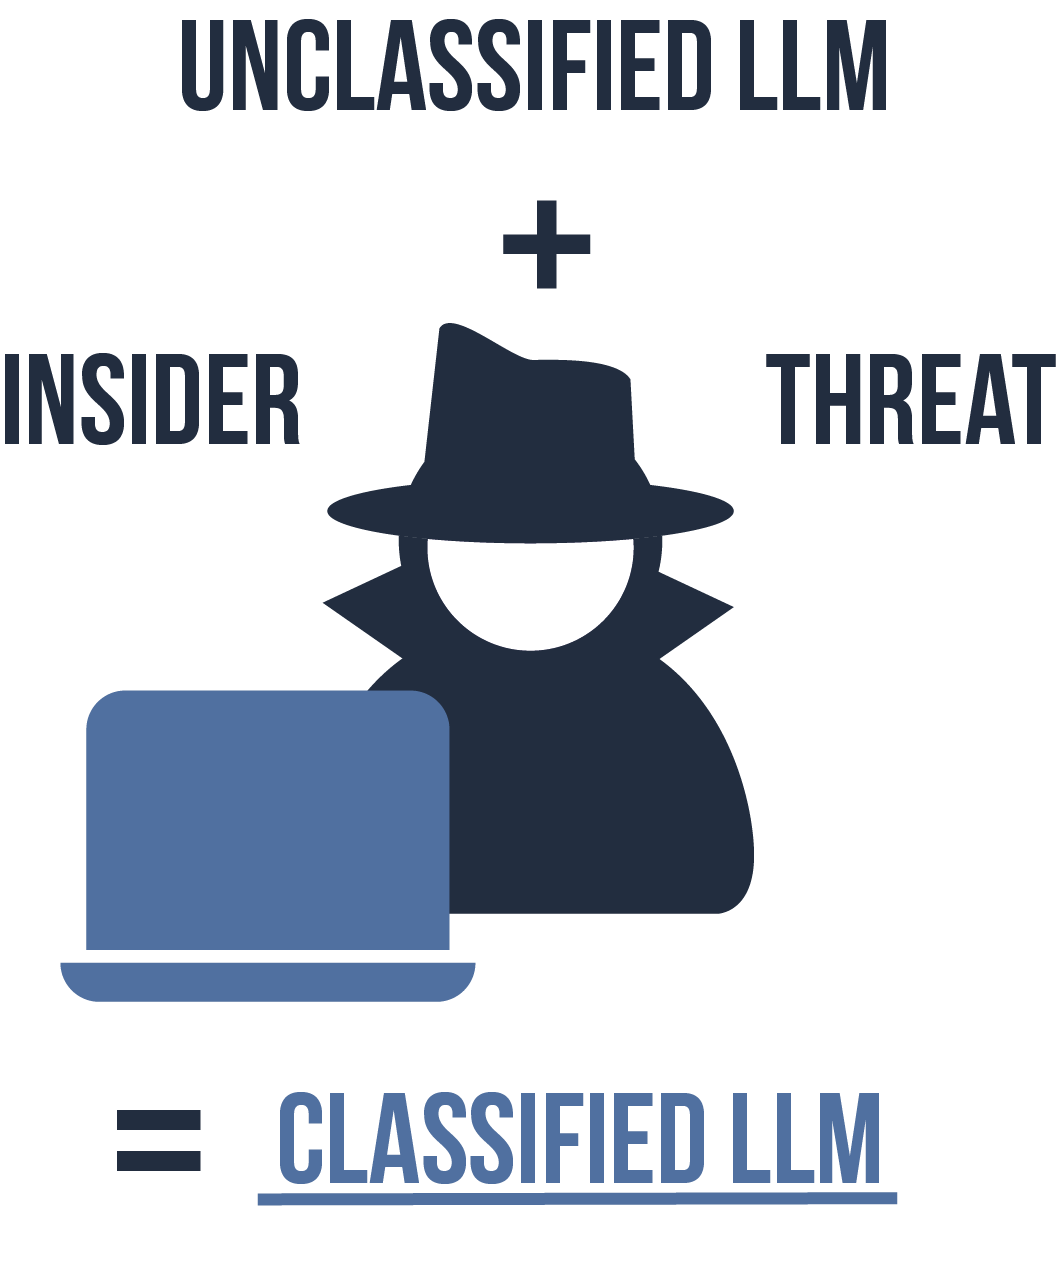 UNCLASSIFIED LLM
+
INSIDER THREAT
= CLASSIFIED LLM